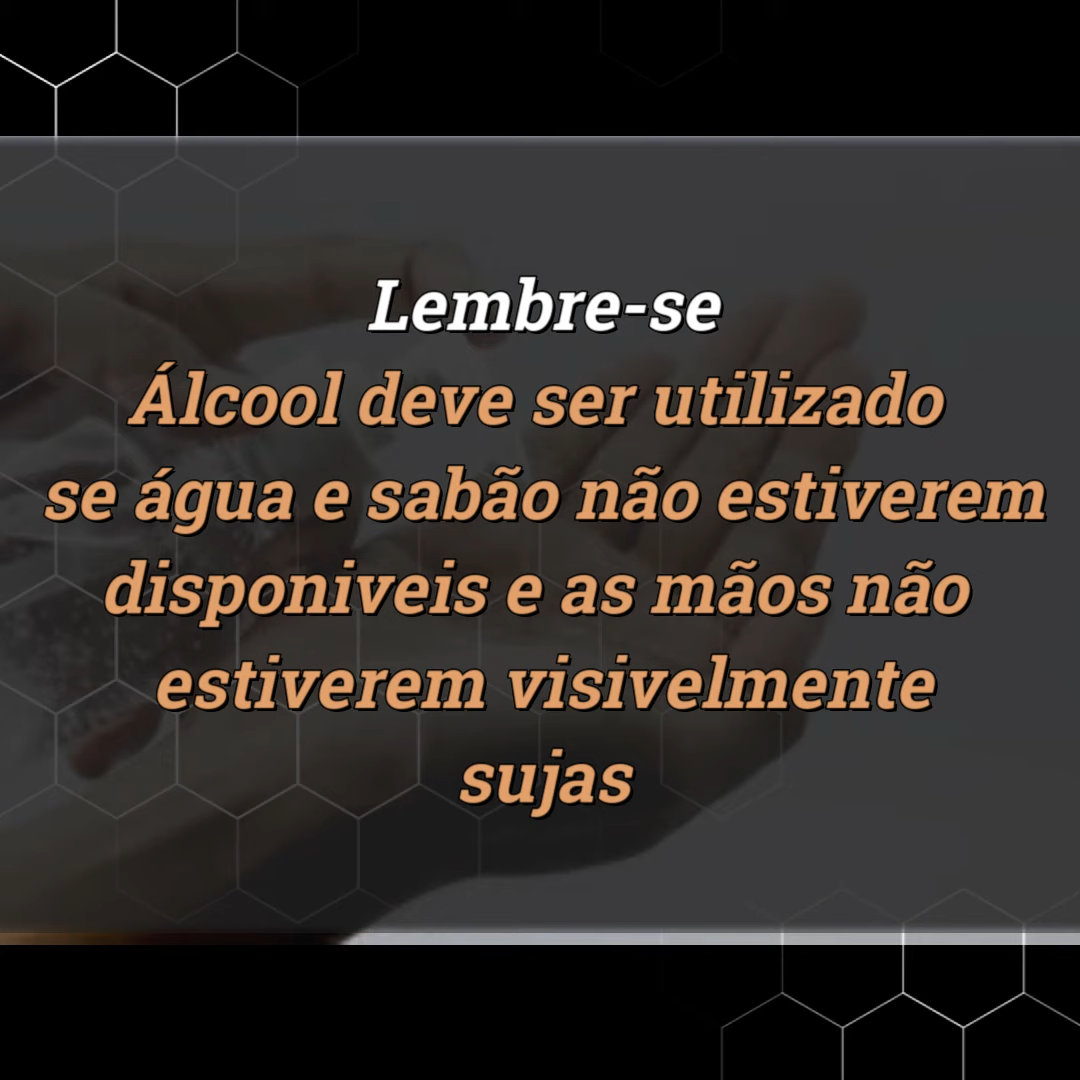 Lembre-se
Álcool deve ser utilizado
se água e sabão não estiverem
disponiveis e as mãos não
estiverem visivelmente
sujas